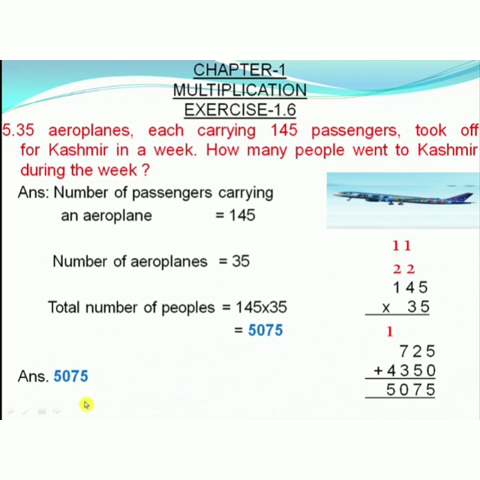 CHAPTER-1
MULTIPLICATION
EXERCISE-1.6
5.35 aeroplanes, each carrying 145 passengers, took off
for Kashmir in a week. How many people went to Kashmir
during the week ?
Ans: Number of passengers carrying
an aeroplane = 145
Number of aeroplanes = 35
Total number of peoples = 145x35
= 5075
Ans. 5075
1 1
2 2
1 4 5
x 3 5
1
7 2 5
+ 4 3 5 0
5 0 7 5